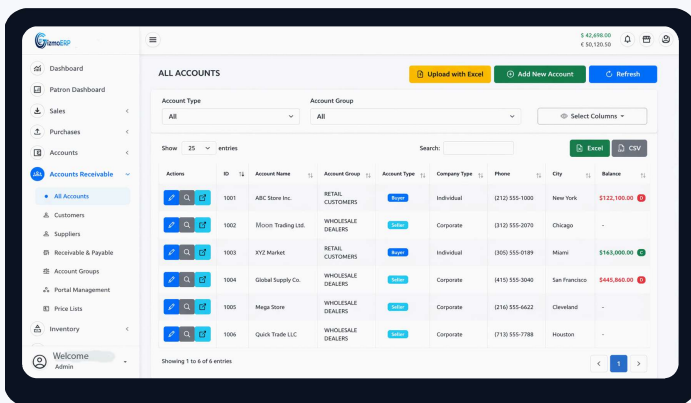 GizmoERP
$ 42,698.00
€ 50,120.50
Dashboard
Patron Dashboard
Sales
Purchases
Accounts
Accounts Receivable
All Accounts
Customers
Suppliers
Receivable & Payable
Account Groups
Portal Management
Price Lists
Inventory
Welcome
Admin
ALL ACCOUNTS
Upload with Excel
Add New Account
Refresh
Account Type
Account Group
All
All
Select Columns
Show 25 entries
Search:
Excel
CSV
Actions ID Account Name Account Group Account Type Company Type Phone City Balance
1001 ABC Store Inc. RETAIL CUSTOMERS Buyer Individual (212) 555-1000 New York $122,100.00 D
1002 Moon Trading Ltd. WHOLESALE DEALERS Seller Corporate (312) 555-2070 Chicago -
1003 XYZ Market RETAIL CUSTOMERS Buyer Individual (305) 555-0189 Miami $163,000.00 C
1004 Global Supply Co. WHOLESALE DEALERS Seller Corporate (415) 555-3040 San Francisco $445,860.00 D
1005 Mega Store WHOLESALE DEALERS Seller Corporate (216) 555-6622 Cleveland -
1006 Quick Trade LLC WHOLESALE DEALERS Seller Corporate (713) 555-7788 Houston -
Showing 1 to 6 of 6 entries
< 1 >